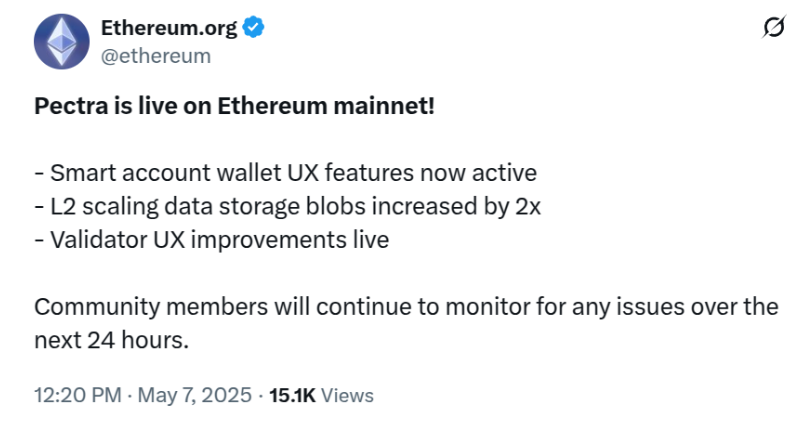 Ethereum.org
@ethereum
Pectra is live on Ethereum mainnet!
- Smart account wallet UX features now active
- L2 scaling data storage blobs increased by 2x
- Validator UX improvements live
Community members will continue to monitor for any issues over the
next 24 hours.
12:20 PM · May 7, 2025 · 15.1K Views